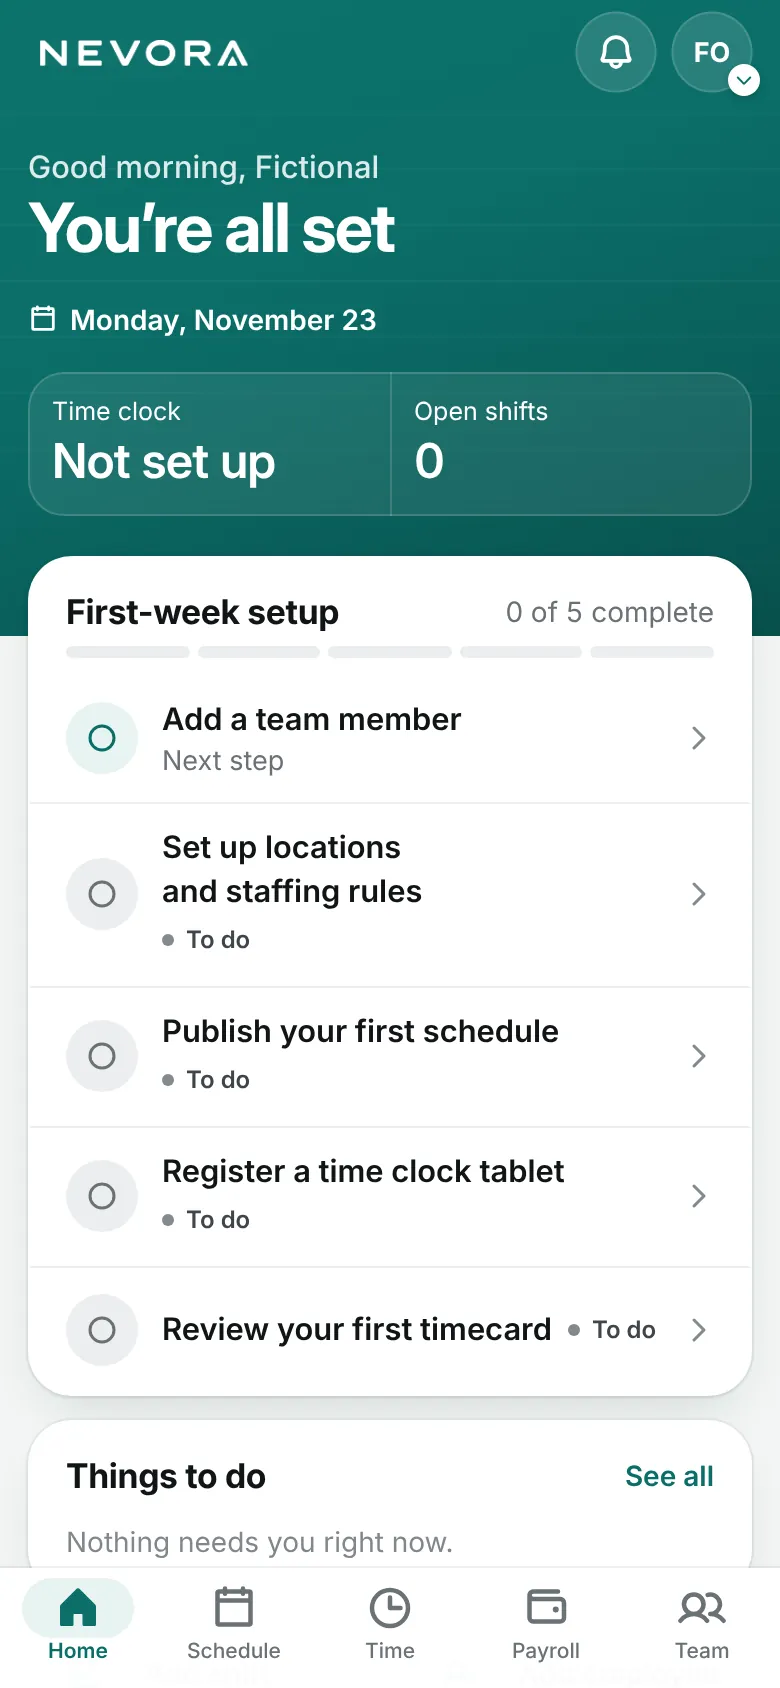 NEVORA
FO
Good morning, Fictional
You're all set
Monday, November 23
Time clock
Not set up
Open shifts
0
First-week setup
0 of 5 complete
Add a team member
Next step
Set up locations
and staffing rules
To do
Publish your first schedule
To do
Register a time clock tablet
To do
Review your first timecard
To do
Things to do
See all
Nothing needs you right now.
Home
Schedule
Time
Payroll
Team